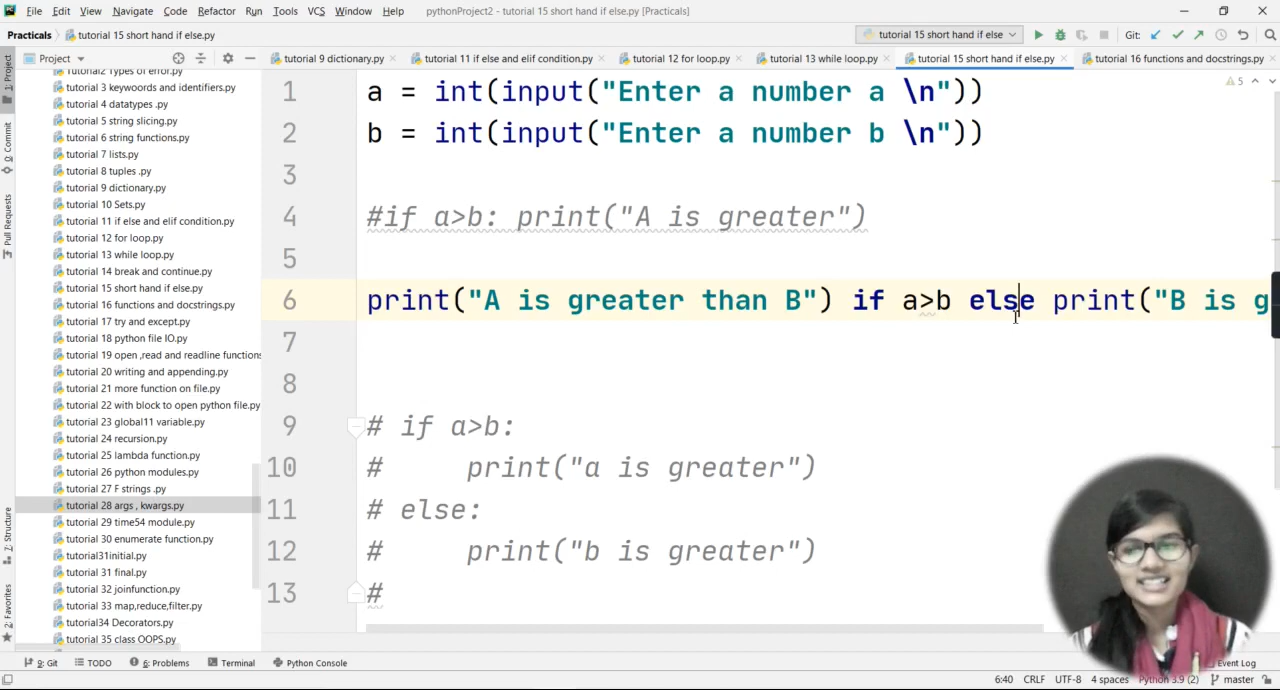 File Edit View Navigate Code Refactor Run Tools VCS Window Help pythonProject2 - tutorial 15 short hand if else.py [Practicals]
Practicals tutorial 15 short hand if else.py tutorial 15 short hand if else Git:
Project
tutorial 9 dictionary.py tutorial 11 if else and elif condition.py tutorial 12 for loop.py tutorial 13 while loop.py tutorial 15 short hand if else.py tutorial 16 functions and docstrings.py
1: Project
0: Commit
Pull Requests
7: Structure
2: Favorites
tutorial2 Types of error.py
tutorial 3 keywoords and identifiers.py
tutorial 4 datatypes .py
tutorial 5 string slicing.py
tutorial 6 string functions.py
tutorial 7 lists.py
tutorial 8 tuples .py
tutorial 9 dictionary.py
tutorial 10 Sets.py
tutorial 11 if else and elif condition.py
tutorial 12 for loop.py
tutorial 13 while loop.py
tutorial 14 break and continue.py
tutorial 15 short hand if else.py
tutorial 16 functions and docstrings.py
tutorial 17 try and except.py
tutorial 18 python file IO.py
tutorial 19 open ,read and readline functions
tutorial 20 writing and appending.py
tutorial 21 more function on file.py
tutorial 22 with block to open python file.py
tutorial 23 global11 variable.py
tutorial 24 recursion.py
tutorial 25 lambda function.py
tutorial 26 python modules.py
tutorial 27 F strings .py
tutorial 28 args , kwargs.py
tutorial 29 time54 module.py
tutorial 30 enumerate function.py
tutorial31initial.py
tutorial 31 final.py
tutorial 32 joinfunction.py
tutorial 33 map,reduce,filter.py
tutorial34 Decorators.py
tutorial 35 class OOPS.py
5
1 a = int(input("Enter a number a \n"))
2 b = int(input("Enter a number b \n"))
3
4 #if a>b: print("A is greater")
5
6 print("A is greater than B") if a>b else print("B is g
7
8
9 # if a>b:
10 #     print("a is greater")
11 # else:
12 #     print("b is greater")
13 #
9: Git TODO 6: Problems Terminal Python Console Event Log
6:40 CRLF UTF-8 4 spaces Python 3.9 (2) master